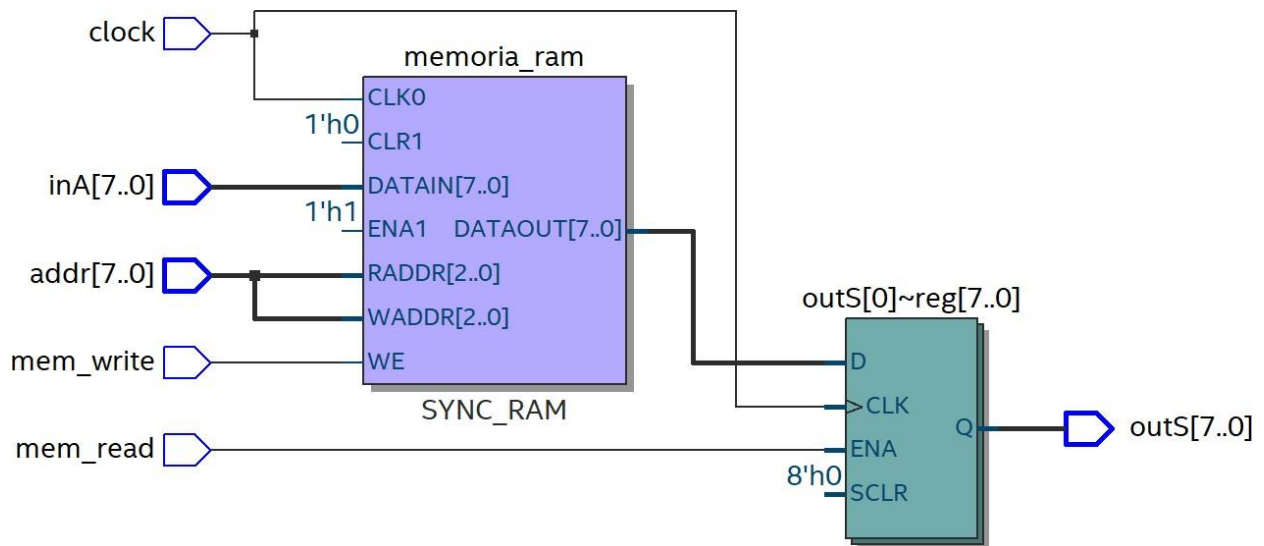 clock
memoria_ram
CLK0
1'h0
CLR1
inA[7..0]
DATAIN[7..0]
1'h1
ENA1 DATAOUT[7..0]
addr[7..0]
RADDR[2..0]
outS[0]~reg[7..0]
WADDR[2..0]
mem_write
WE
D
SYNC_RAM
CLK
Q
outS[7..0]
mem_read
ENA
8'h0
SCLR